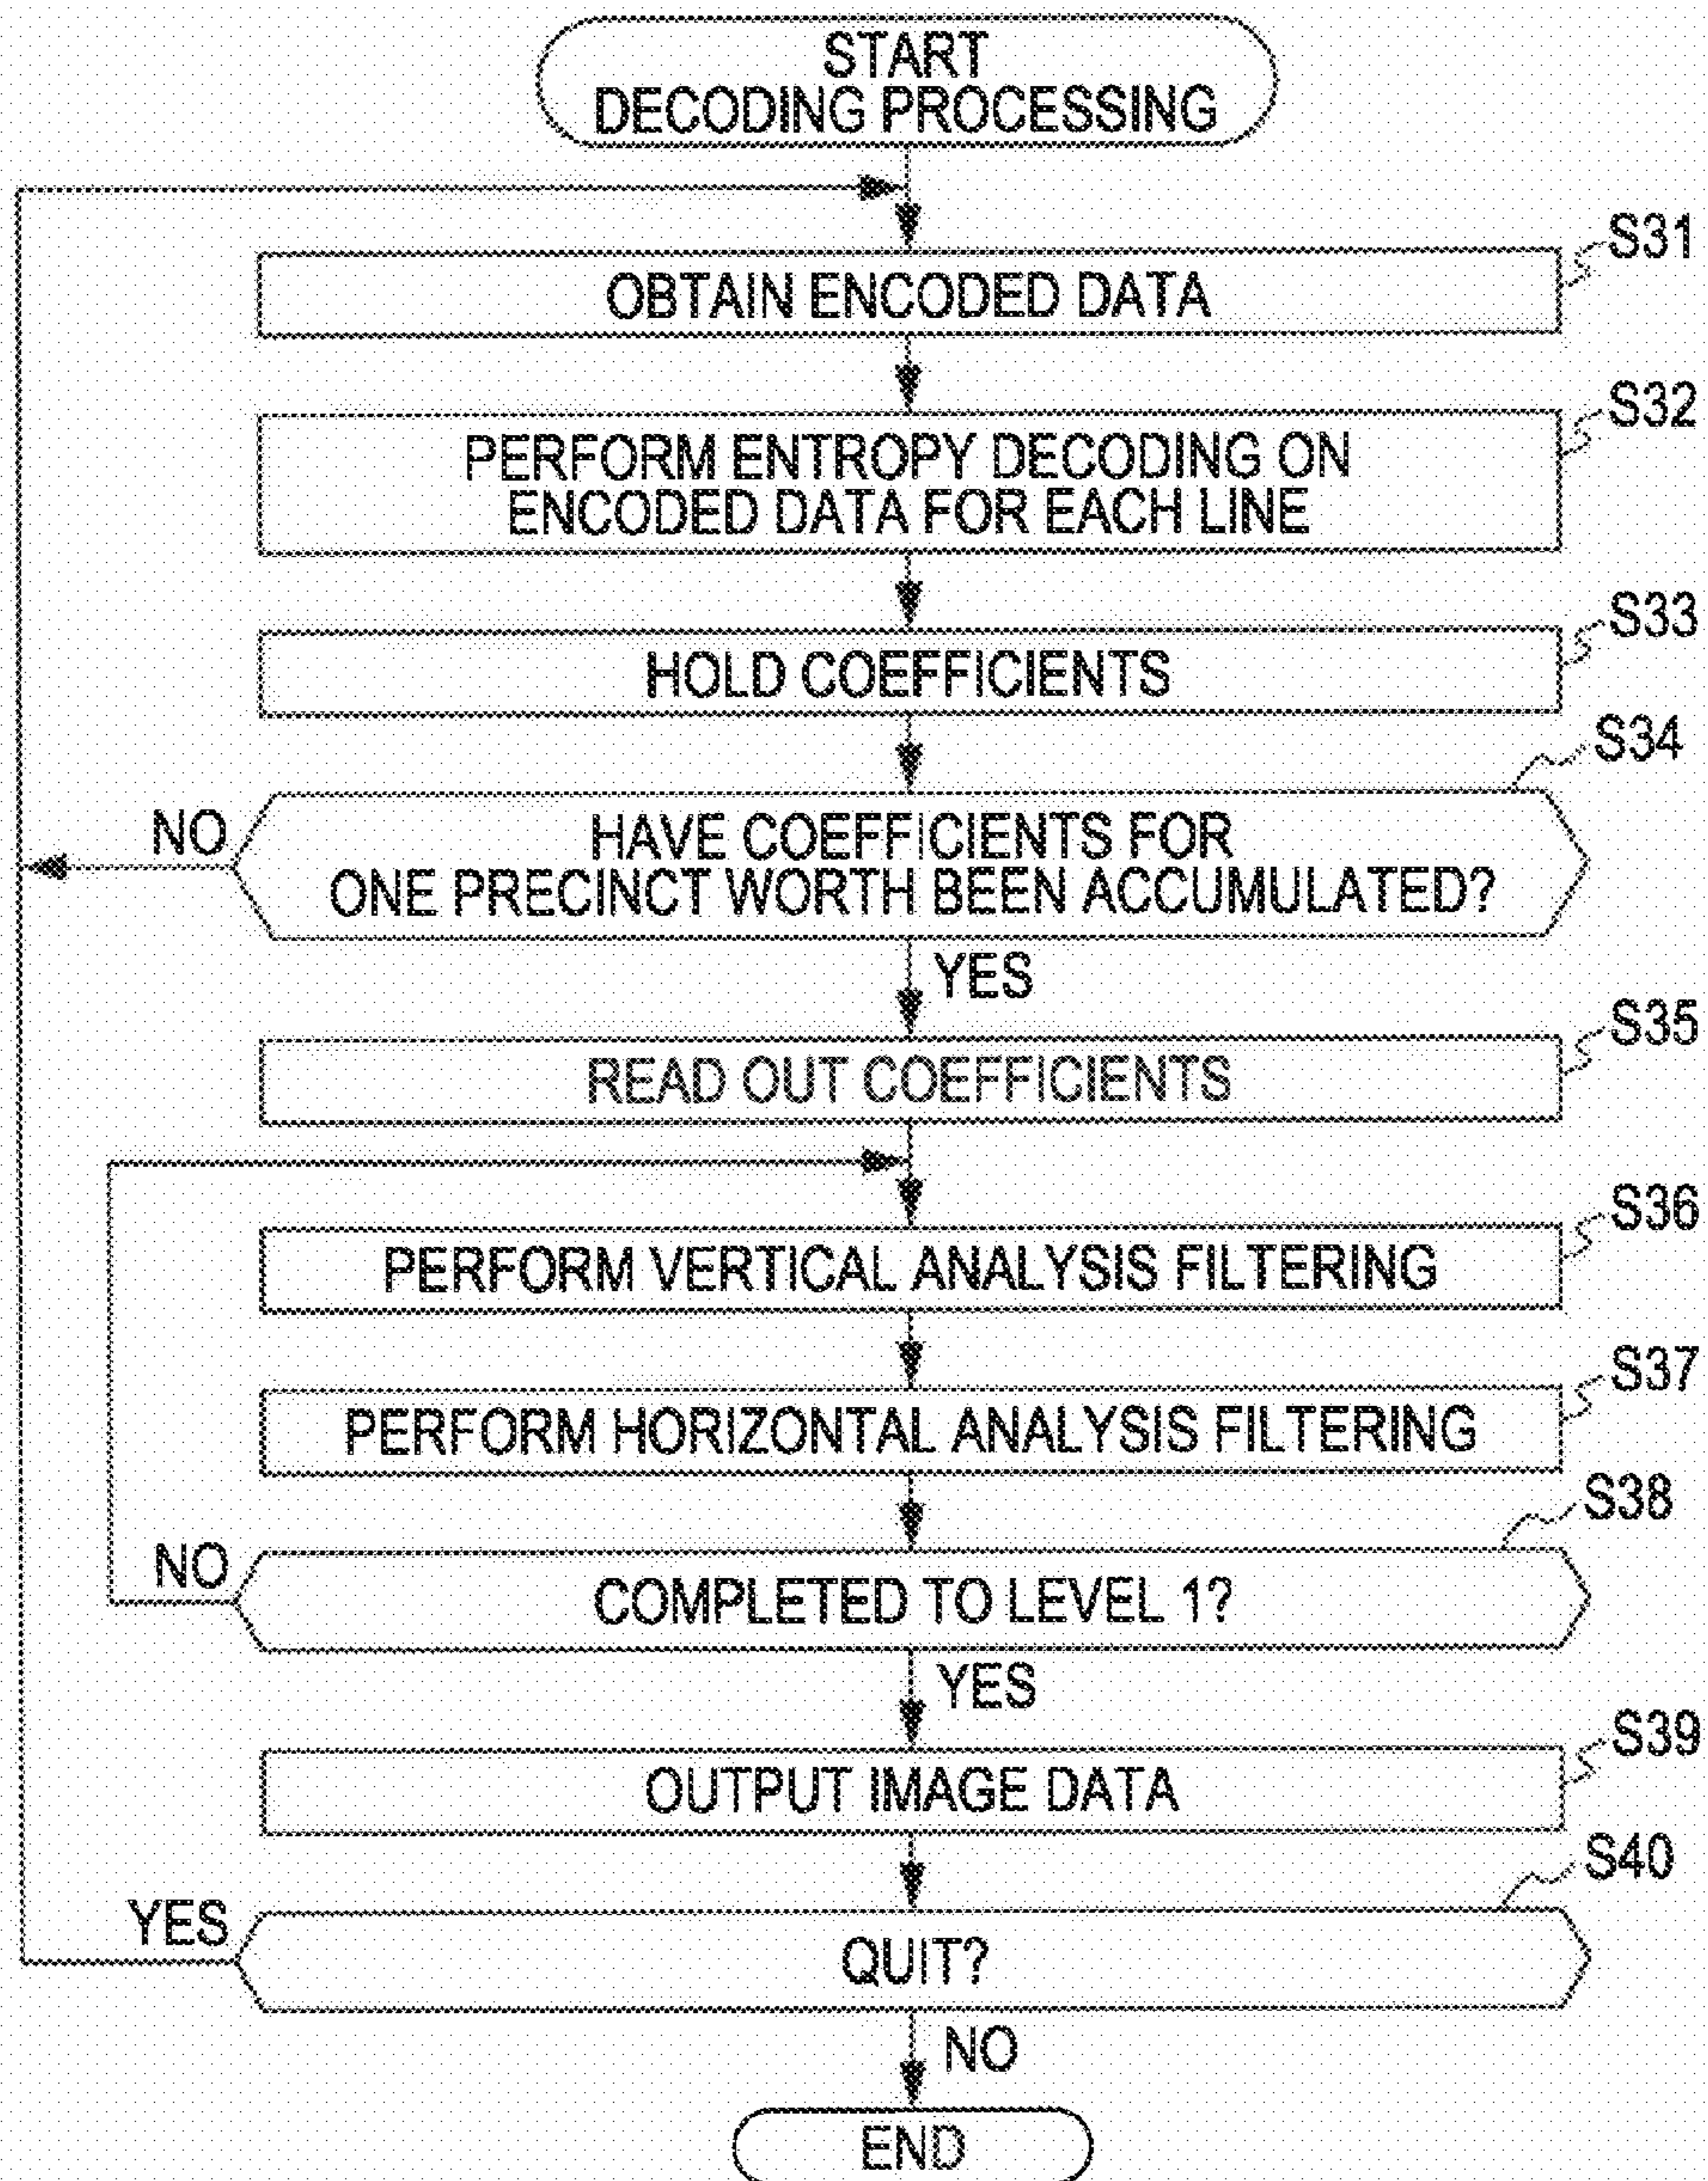 START
DECODING PROCESSING
S31
OBTAIN ENCODED DATA
S32
PERFORM ENTROPY DECODING ON
ENCODED DATA FOR EACH LINE
S33
HOLD COEFFICIENTS
S34
NO
HAVE COEFFICIENTS FOR
ONE PRECINCT WORTH BEEN ACCUMULATED?
YES
S35
READ OUT COEFFICIENTS
S36
PERFORM VERTICAL ANALYSIS FILTERING
S37
PERFORM HORIZONTAL ANALYSIS FILTERING
S38
NO
COMPLETED TO LEVEL 1?
YES
S39
OUTPUT IMAGE DATA
S40
YES
QUIT?
NO
END